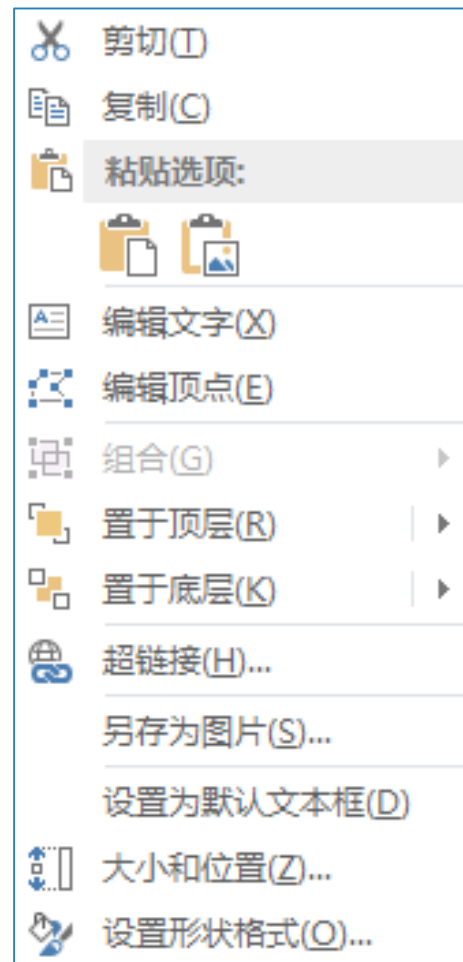 剪切(T)
复制(C)
粘贴选项:
编辑文字(X)
编辑顶点(E)
组合(G)
置于顶层(R)
置于底层(K)
超链接(H)...
另存为图片(S)...
设置为默认文本框(D)
大小和位置(Z)...
设置形状格式(O)...